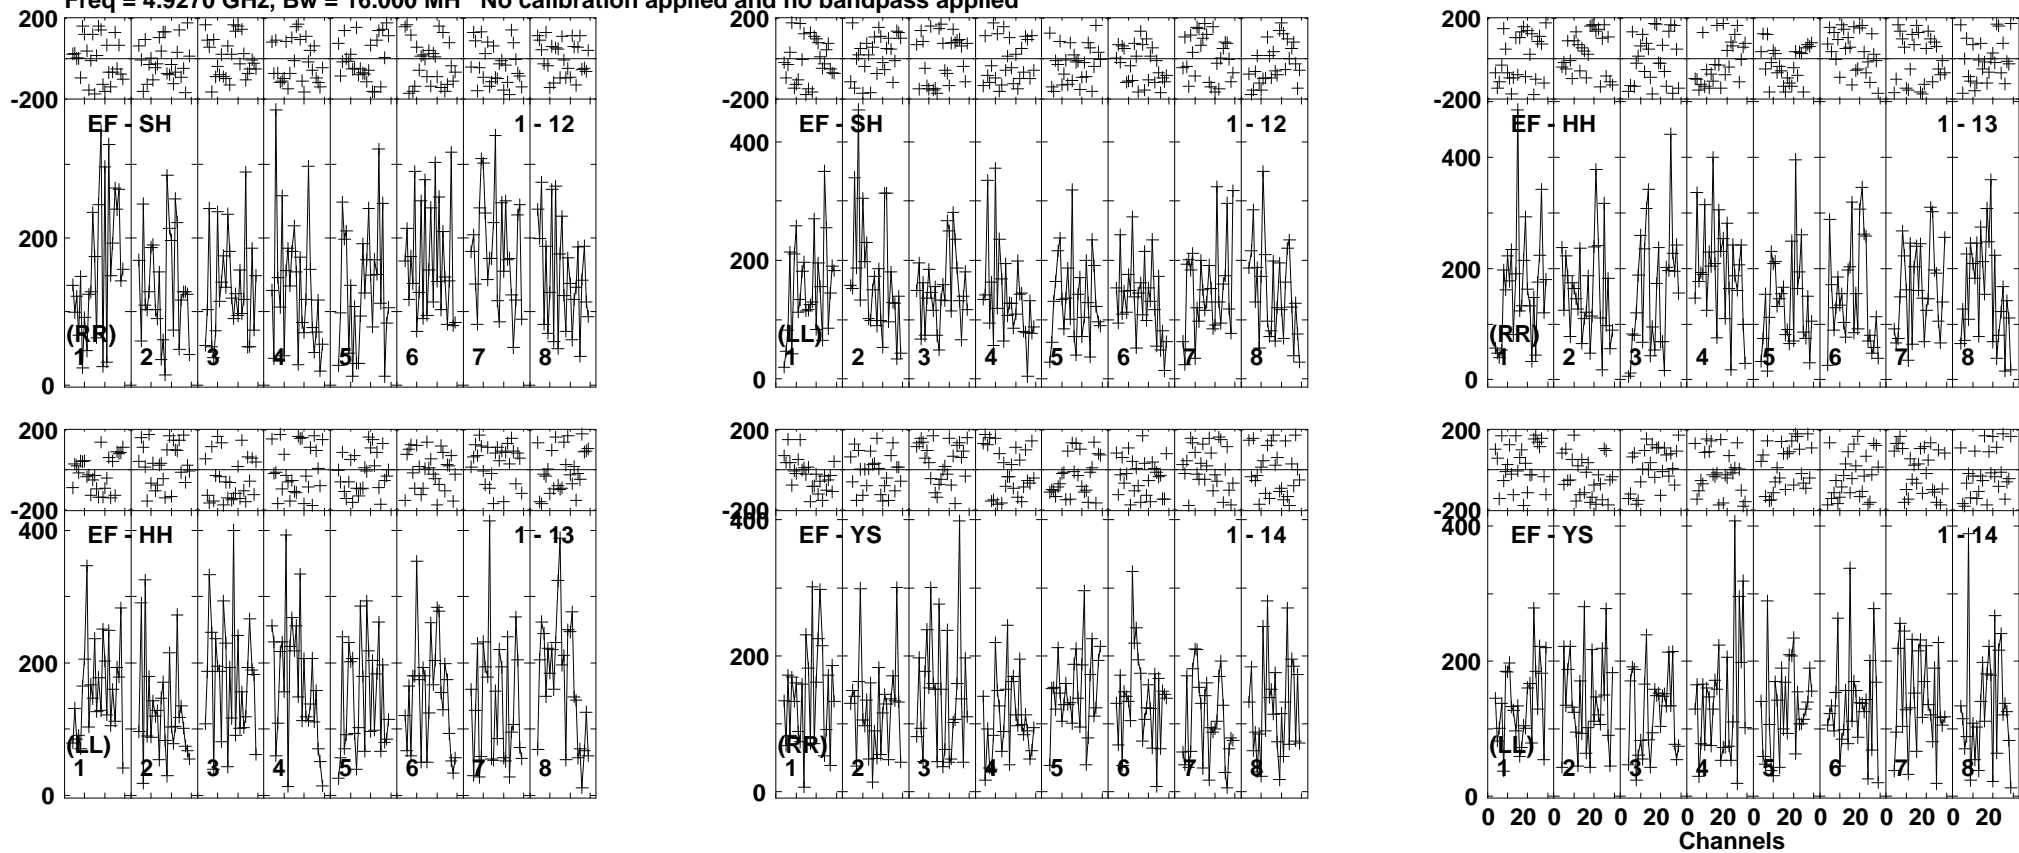 Freq = 4.9270 GHz, Bw = 16.000 MH No calibration applied and no bandpass applied
200
-200
EF - SH 1 - 12
200
0
(RR)
1 2 3 4 5 6 7 8
200
-200
EF - SH 1 - 12
400
200
0
(LL)
1 2 3 4 5 6 7 8
200
-200
EF - HH 1 - 13
400
200
0
(RR)
1 2 3 4 5 6 7 8
200
-200
EF - HH 1 - 13
400
200
0
(LL)
1 2 3 4 5 6 7 8
200
-200
EF - YS 1 - 14
400
200
0
(RR)
1 2 3 4 5 6 7 8
200
-200
EF - YS 1 - 14
400
200
0
(LL)
1 2 3 4 5 6 7 8
0 20 0 20 0 20 0 20 0 20 0 20 0 20 0 20
Channels